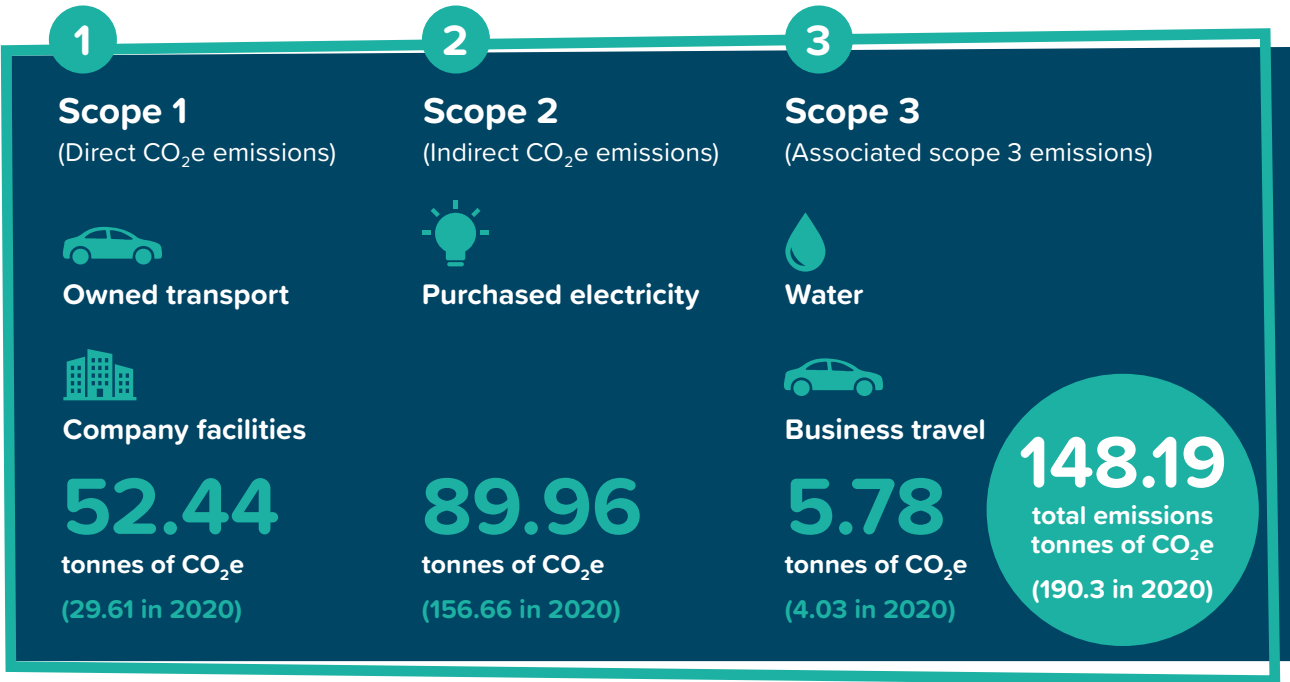 1
Scope 1
(Direct CO₂e emissions)
Owned transport
Company facilities
52.44
tonnes of CO₂e
(29.61 in 2020)
2
Scope 2
(Indirect CO₂e emissions)
Purchased electricity
89.96
tonnes of CO₂e
(156.66 in 2020)
3
Scope 3
(Associated scope 3 emissions)
Water
Business travel
5.78
tonnes of CO₂e
(4.03 in 2020)
148.19
total emissions
tonnes of CO₂e
(190.3 in 2020)